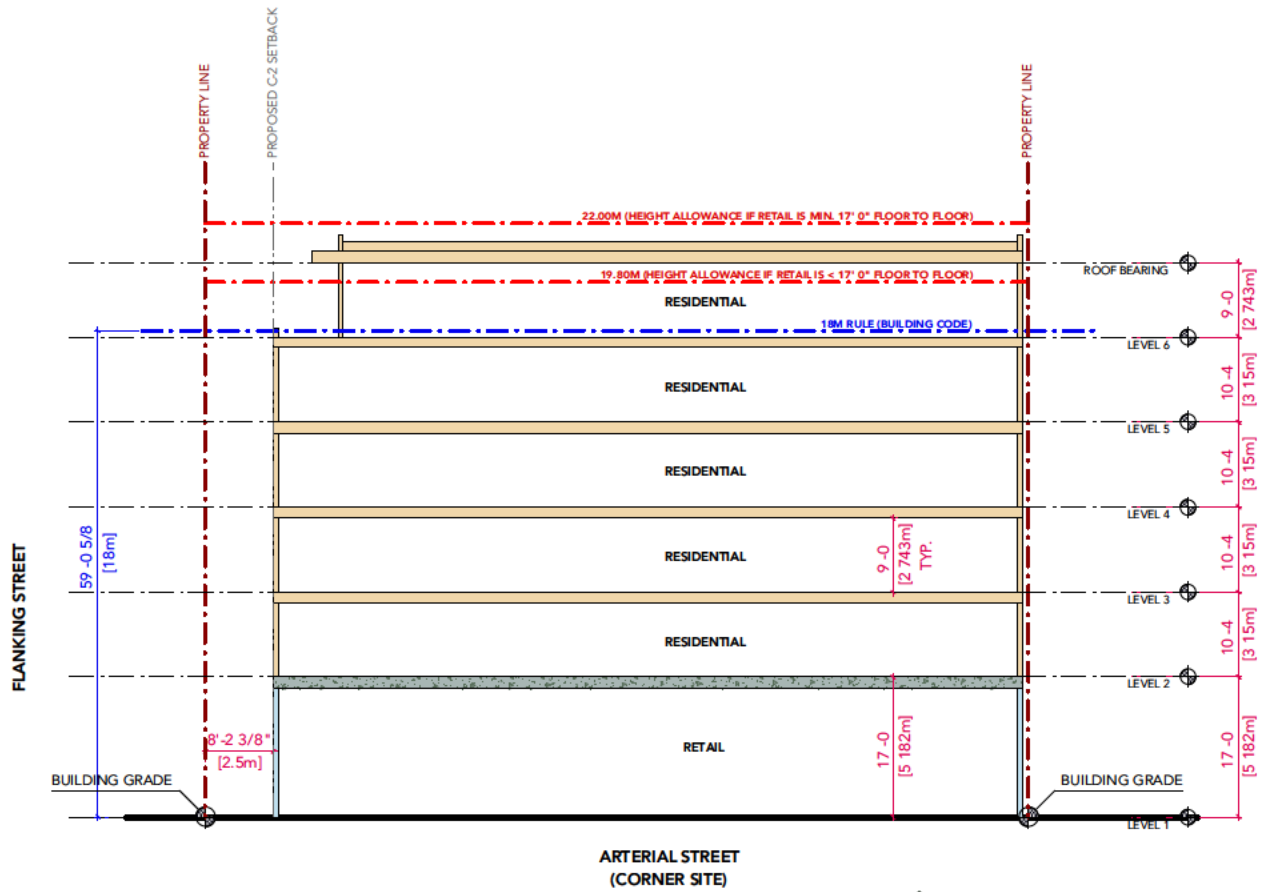 PROPERTY LINE
PROPOSED C-2 SETBACK
PROPERTY LINE
22.00M (HEIGHT ALLOWANCE IF RETAIL IS MIN. 17' 0" FLOOR TO FLOOR)
ROOF BEARING
19.80M (HEIGHT ALLOWANCE IF RETAIL IS < 17' 0" FLOOR TO FLOOR)
RESIDENTIAL
9 -0
[2 743m]
18M RULE (BUILDING CODE)
LEVEL 6
RESIDENTIAL
10 -4
[3 15m]
LEVEL 5
RESIDENTIAL
10 -4
[3 15m]
LEVEL 4
59 -0 5/8
[18m]
RESIDENTIAL
9 -0
[2 743m]
TYP.
10 -4
[3 15m]
LEVEL 3
FLANKING STREET
RESIDENTIAL
10 -4
[3 15m]
LEVEL 2
8'-2 3/8"
[2.5m]
RETAIL
17 -0
[5 182m]
17 -0
[5 182m]
BUILDING GRADE
BUILDING GRADE
LEVEL 1
ARTERIAL STREET
(CORNER SITE)